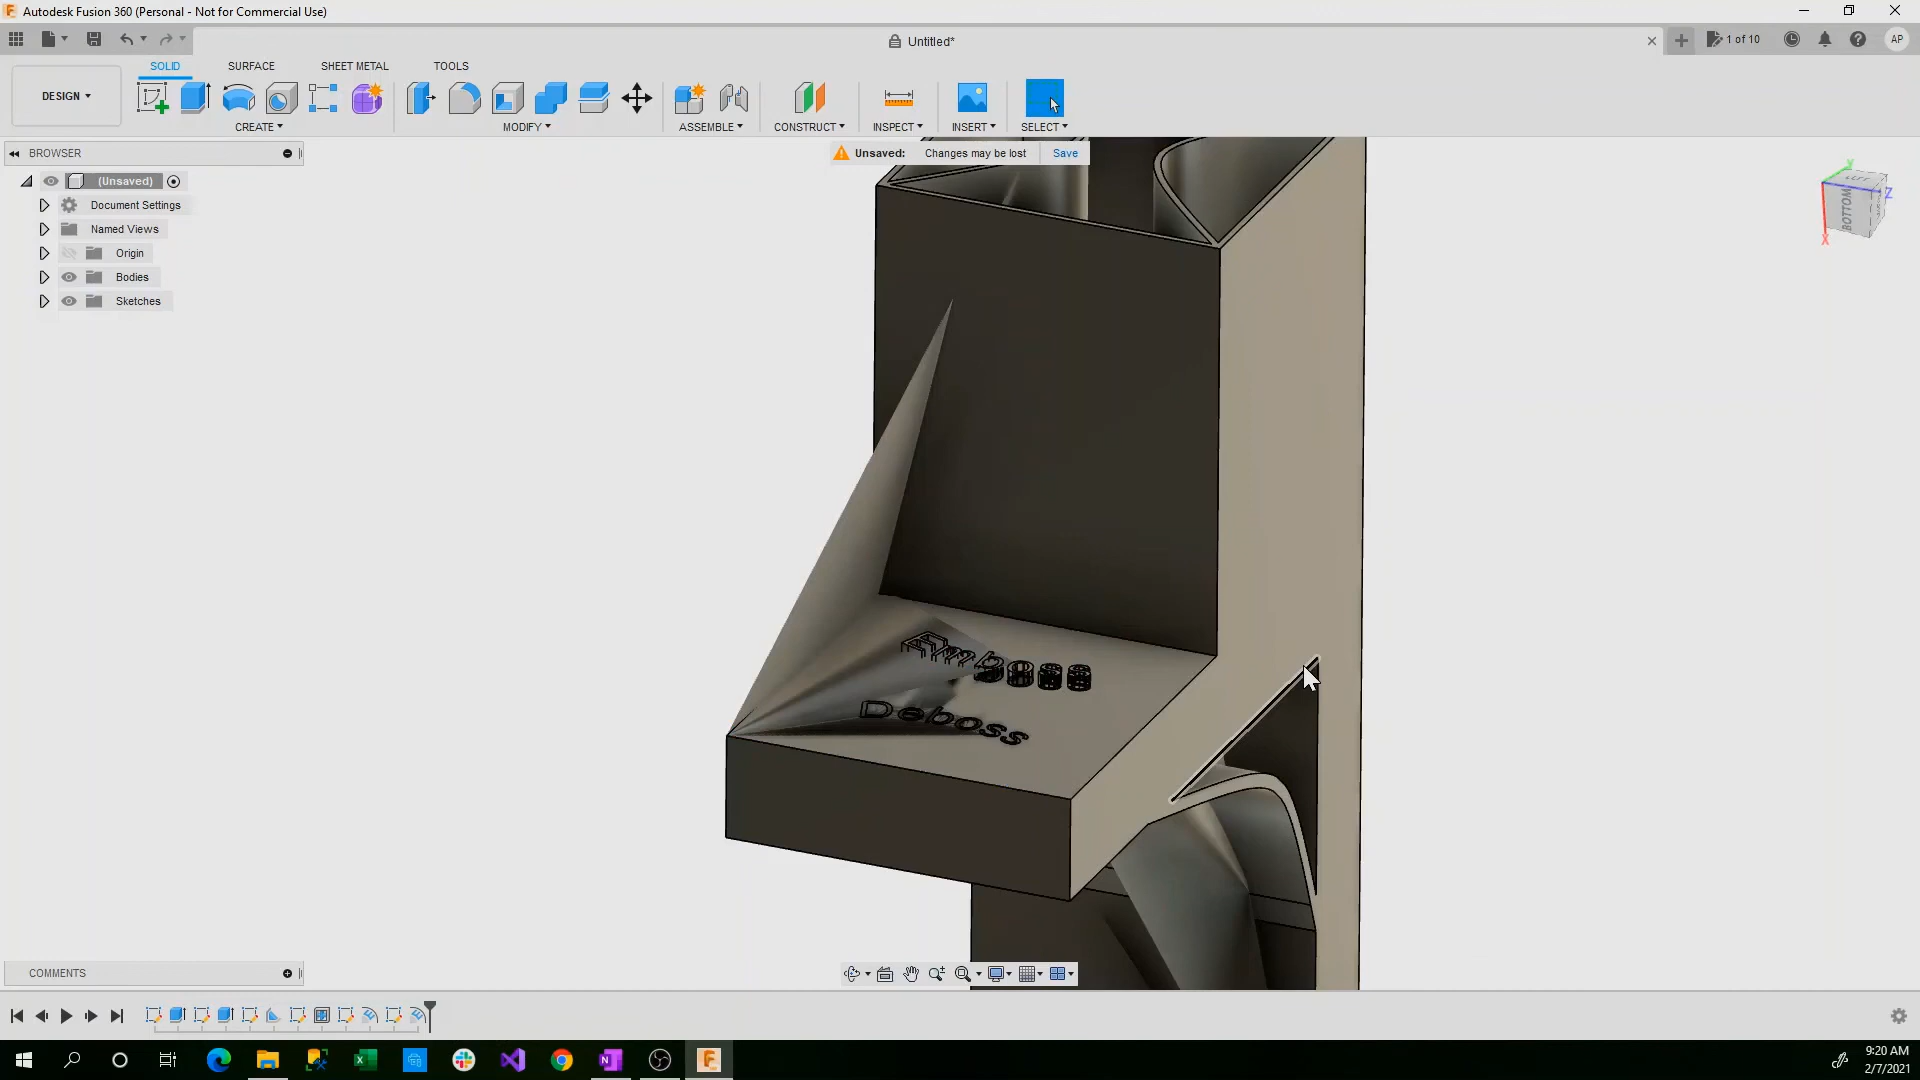 Autodesk Fusion 360 (Personal - Not for Commercial Use)
Untitled*
1 of 10
AP
DESIGN
SOLID
SURFACE
SHEET METAL
TOOLS
CREATE
MODIFY
ASSEMBLE
CONSTRUCT
INSPECT
INSERT
SELECT
BROWSER
Unsaved: Changes may be lost Save
(Unsaved)
Document Settings
Named Views
Origin
Bodies
Sketches
BOTTOM
Y
Z
X
Emboss
Deboss
COMMENTS
9:20 AM
2/7/2021